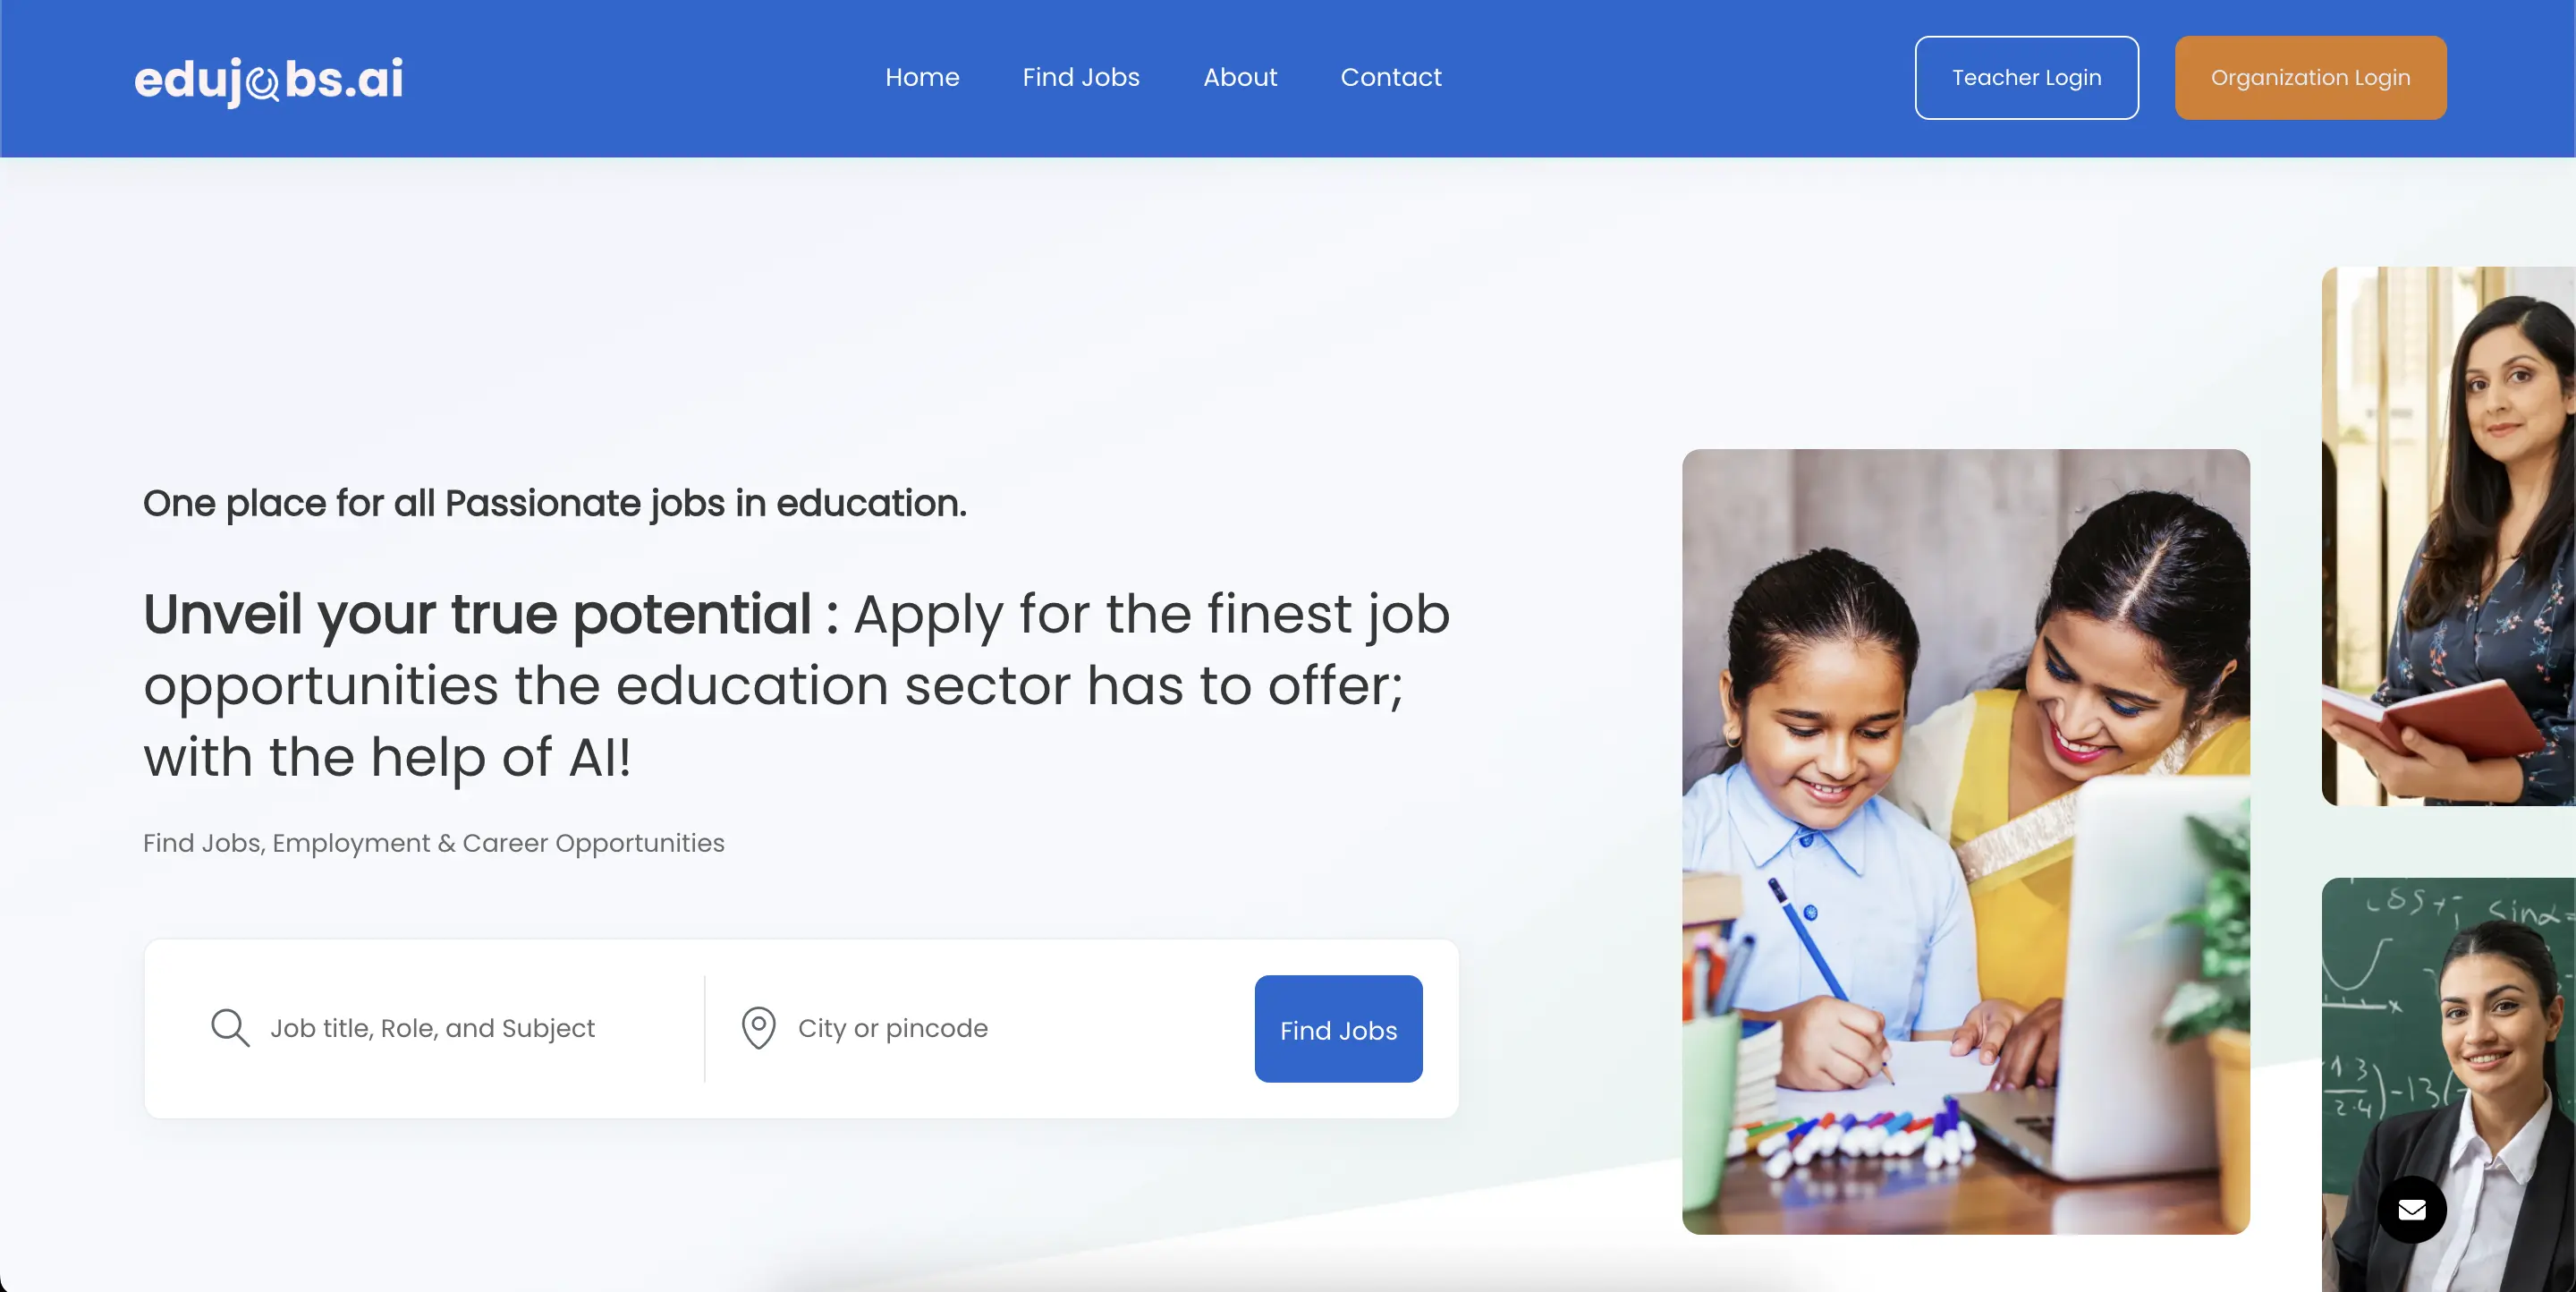 edujobs.ai
Home
Find Jobs
About
Contact
Teacher Login
Organization Login
One place for all Passionate jobs in education.
Unveil your true potential : Apply for the finest job
opportunities the education sector has to offer;
with the help of AI!
Find Jobs, Employment & Career Opportunities
Job title, Role, and Subject
City or pincode
Find Jobs